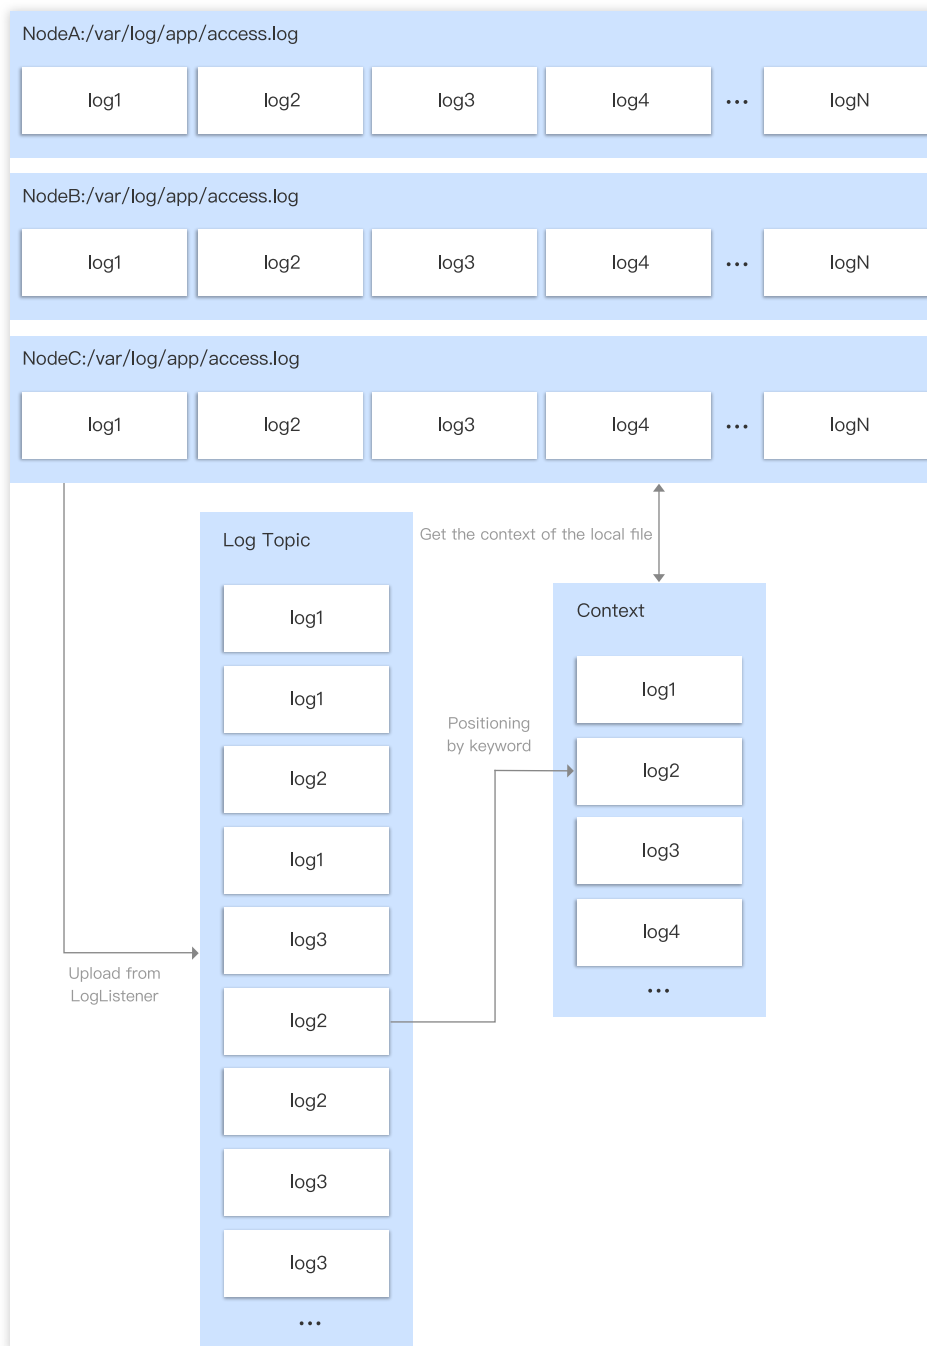 NodeA:/var/log/app/access.log
log1 log2 log3 log4 ... logN
NodeB:/var/log/app/access.log
log1 log2 log3 log4 ... logN
NodeC:/var/log/app/access.log
log1 log2 log3 log4 ... logN
Upload from
LogListener
Log Topic
log1
log1
log2
log1
log3
log2
log2
log3
log3
...
Positioning
by keyword
Get the context of the local file
Context
log1
log2
log3
log4
...